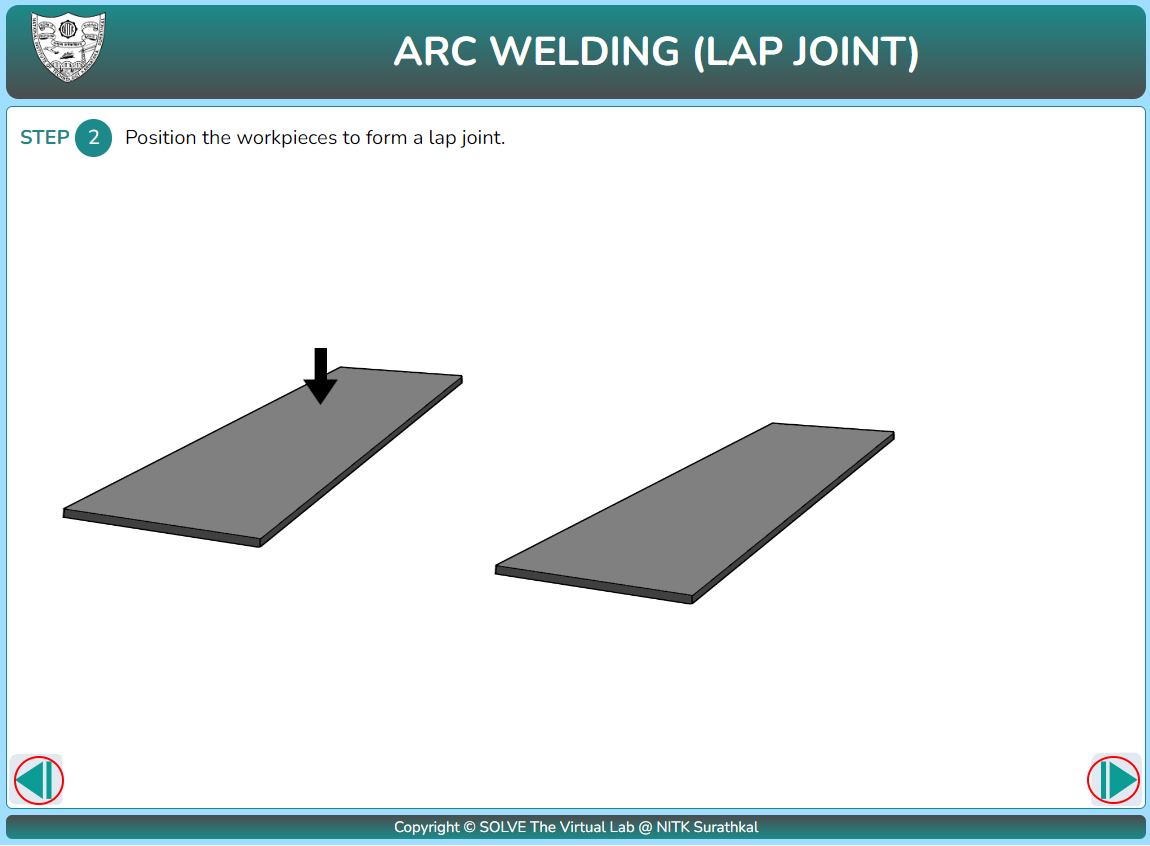 ARC WELDING (LAP JOINT)
STEP 2 Position the workpieces to form a lap joint.
Copyright © SOLVE The Virtual Lab @ NITK Surathkal